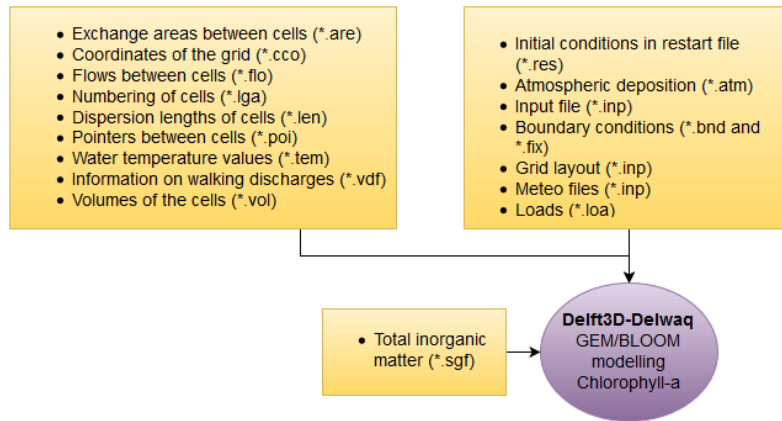 • Exchange areas between cells (*.are)
• Coordinates of the grid (*.cco)
• Flows between cells (*.flo)
• Numbering of cells (*.lga)
• Dispersion lengths of cells (*.len)
• Pointers between cells (*.poi)
• Water temperature values (*.tem)
• Information on walking discharges (*.vdf)
• Volumes of the cells (*.vol)
• Initial conditions in restart file
(*.res)
• Atmospheric deposition (*.atm)
• Input file (*.inp)
• Boundary conditions (*.bnd and
*.fix)
• Grid layout (*.inp)
• Meteo files (*.inp)
• Loads (*.loa)
• Total inorganic
matter (*.sgf)
Delft3D-Delwaq
GEM/BLOOM
modelling
Chlorophyll-a